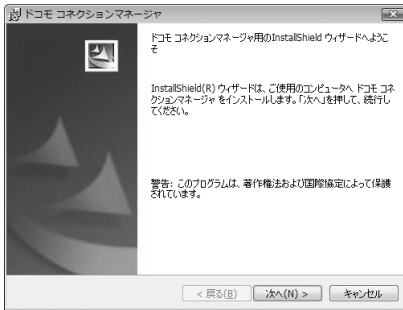 ドコモ コネクションマネージャ
ドコモ コネクションマネージャ用のInstallShield ウィザードへようこ
そ
InstallShield(R) ウィザードは、ご使用のコンピュータへ ドコモ コネ
クションマネージャ をインストールします。「次へ」を押して、続行し
てください。
警告: このプログラムは、著作権法および国際協定によって保護
されています。
< 戻る(B) 次へ(N) > キャンセル